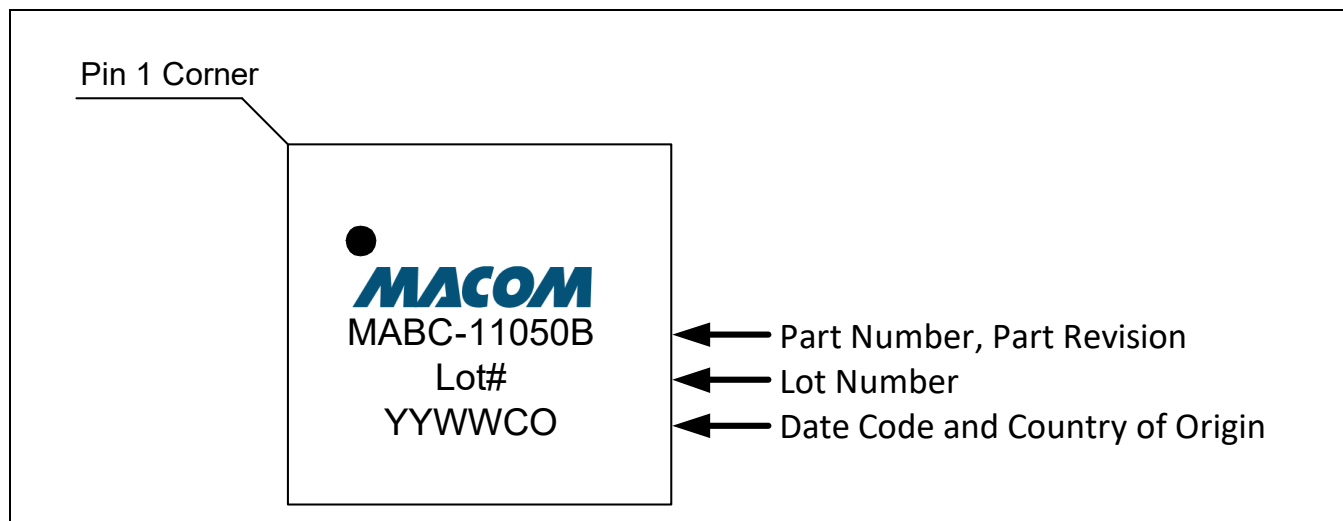 Pin 1 Corner
MACOM
MABC-11050B
Part Number, Part Revision
Lot#
Lot Number
YYWWCO
Date Code and Country of Origin